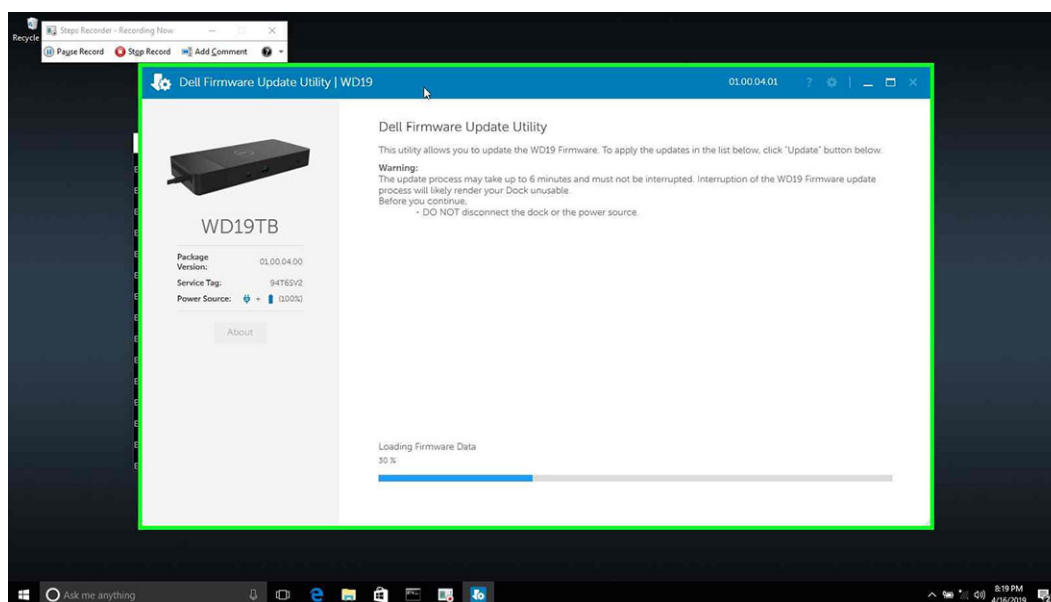 Recycle
Steps Recorder - Recording Now
Pause Record Stop Record Add Comment
Dell Firmware Update Utility | WD19
01.00.04.01
Dell Firmware Update Utility
This utility allows you to update the WD19 Firmware. To apply the updates in the list below, click "Update" button below.
Warning:
The update process may take up to 6 minutes and must not be interrupted. Interruption of the WD19 Firmware update
process will likely render your Dock unusable.
Before you continue,
- DO NOT disconnect the dock or the power source.
WD19TB
Package
Version: 01.00.04.00
Service Tag: 94T6SV2
Power Source: + (100%)
About
Loading Firmware Data
30 %
Ask me anything
8:19 PM
4/16/2019